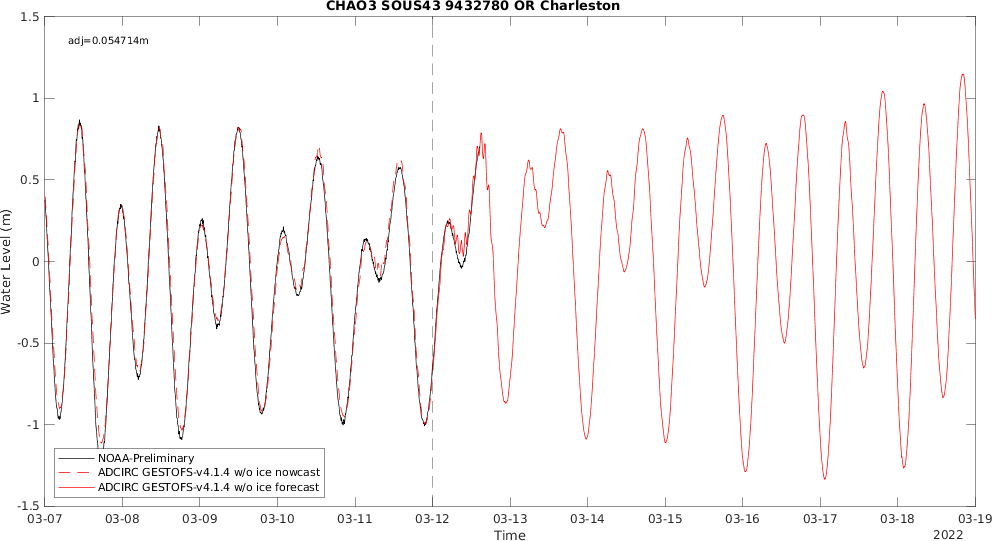 CHAO3 SOUS43 9432780 OR Charleston
adj=0.054714m
1.5
1
0.5
0
-0.5
-1
-1.5
Water Level (m)
NOAA-Preliminary
ADCIRC GESTOFS-v4.1.4 w/o ice nowcast
ADCIRC GESTOFS-v4.1.4 w/o ice forecast
03-07 03-08 03-09 03-10 03-11 03-12 03-13 03-14 03-15 03-16 03-17 03-18 03-19
Time
2022